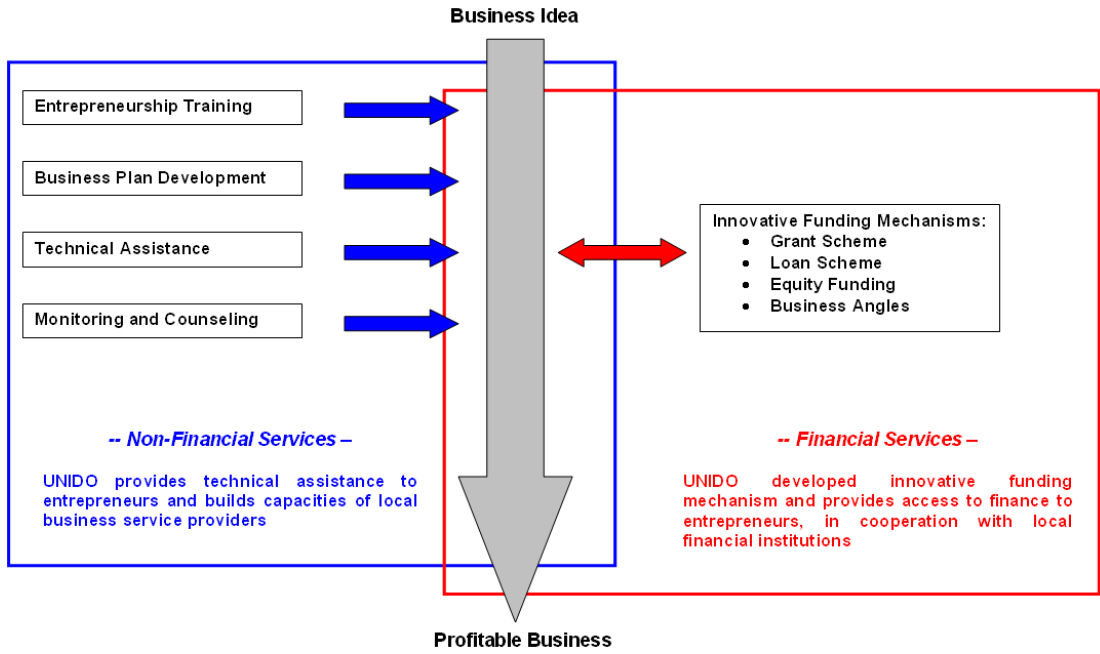 Business Idea
Entrepreneurship Training
Business Plan Development
Technical Assistance
Monitoring and Counseling
Innovative Funding Mechanisms:
• Grant Scheme
• Loan Scheme
• Equity Funding
• Business Angles
-- Non-Financial Services –
UNIDO provides technical assistance to
entrepreneurs and builds capacities of local
business service providers
-- Financial Services –
UNIDO developed innovative funding
mechanism and provides access to finance to
entrepreneurs, in cooperation with local
financial institutions
Profitable Business